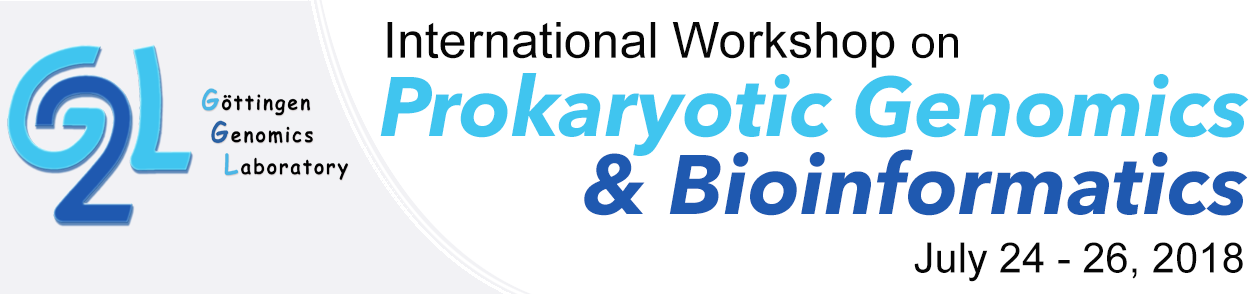 G2L
Göttingen
Genomics
Laboratory
International Workshop on
Prokaryotic Genomics
& Bioinformatics
July 24 - 26, 2018